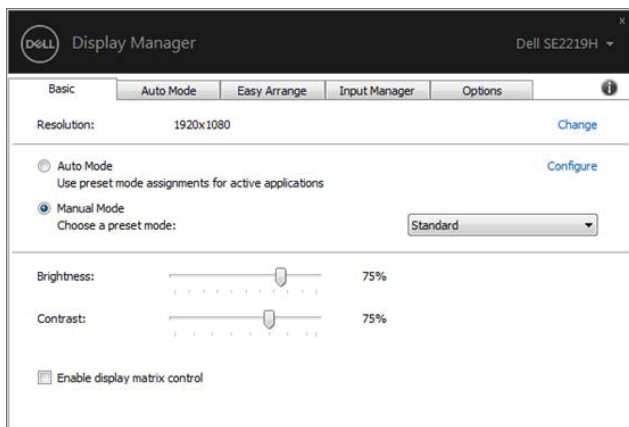 x
DELL Display Manager Dell SE2219H
Basic Auto Mode Easy Arrange Input Manager Options i
Resolution: 1920x1080 Change
Auto Mode Configure
Use preset mode assignments for active applications
Manual Mode
Choose a preset mode: Standard
Brightness: 75%
Contrast: 75%
Enable display matrix control